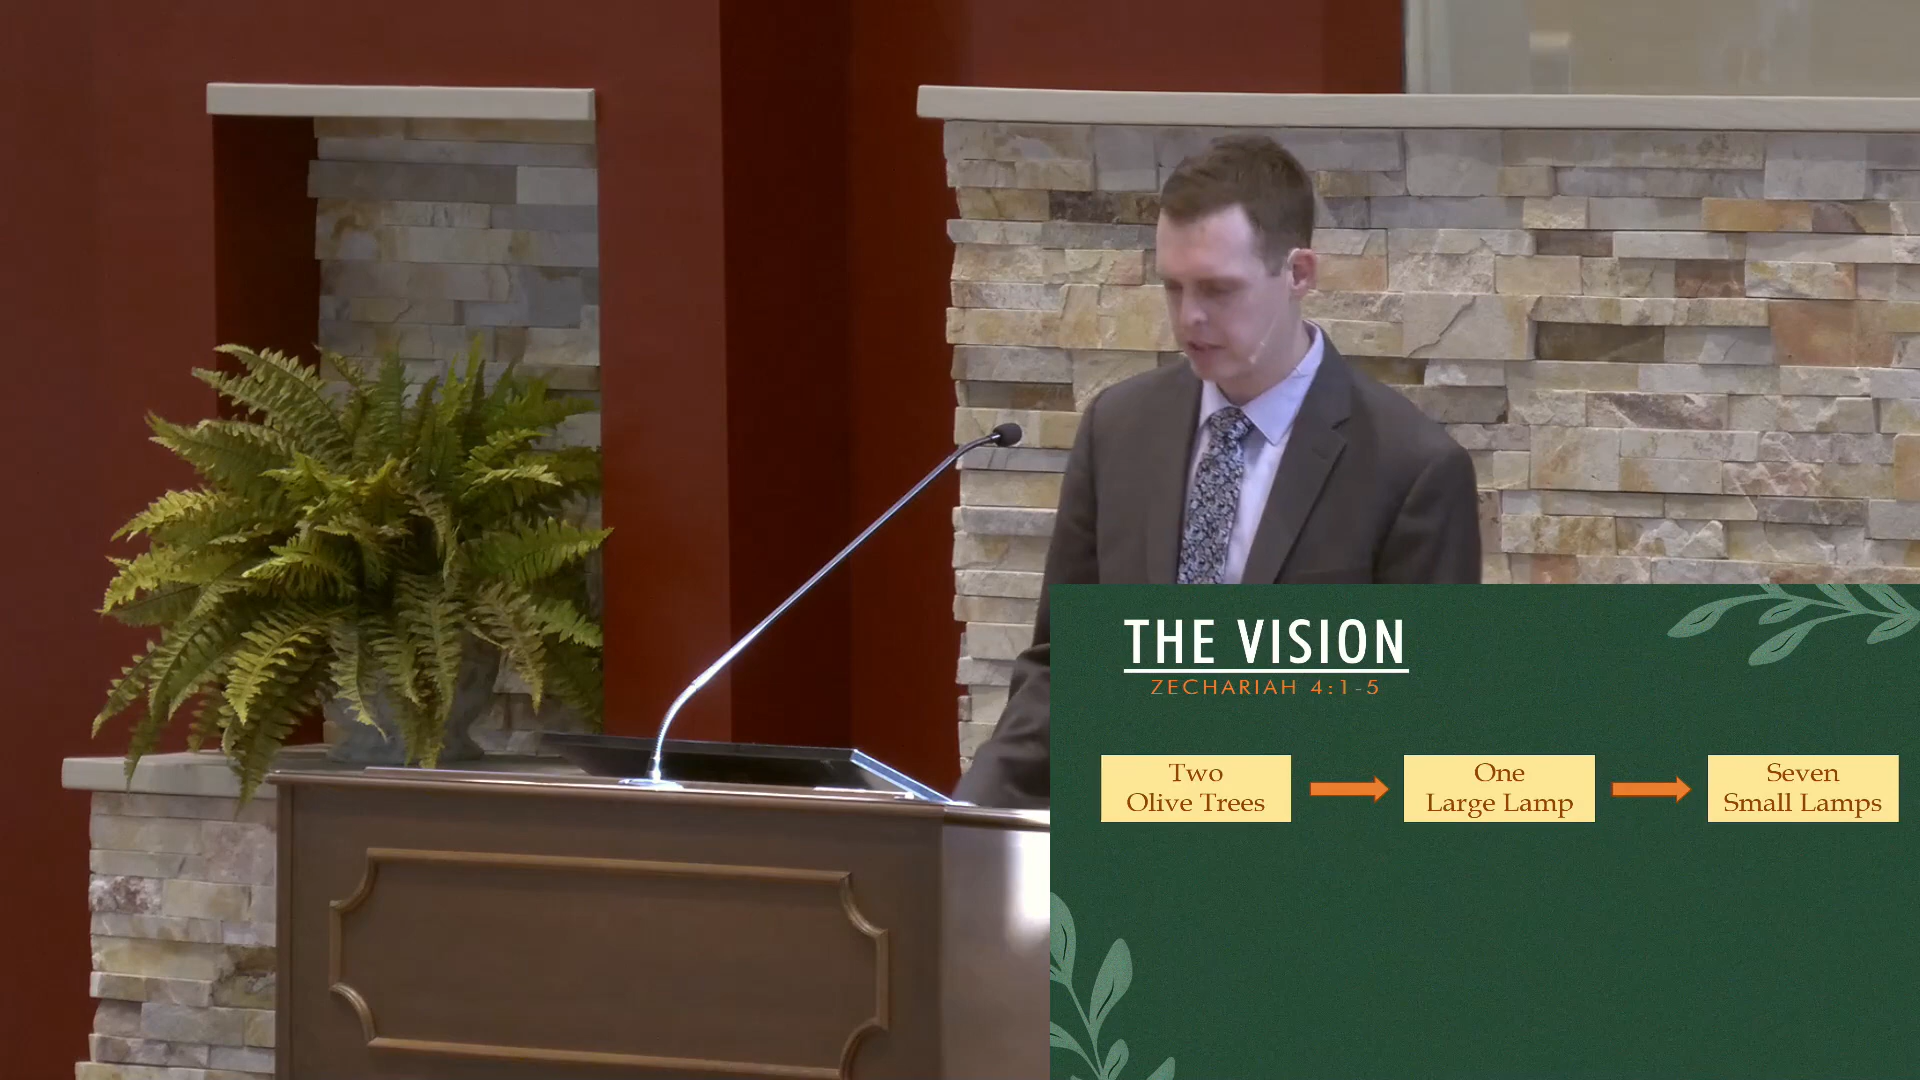 THE VISION
ZECHARIAH 4:1-5
Two
Olive Trees
One
Large Lamp
Seven
Small Lamps